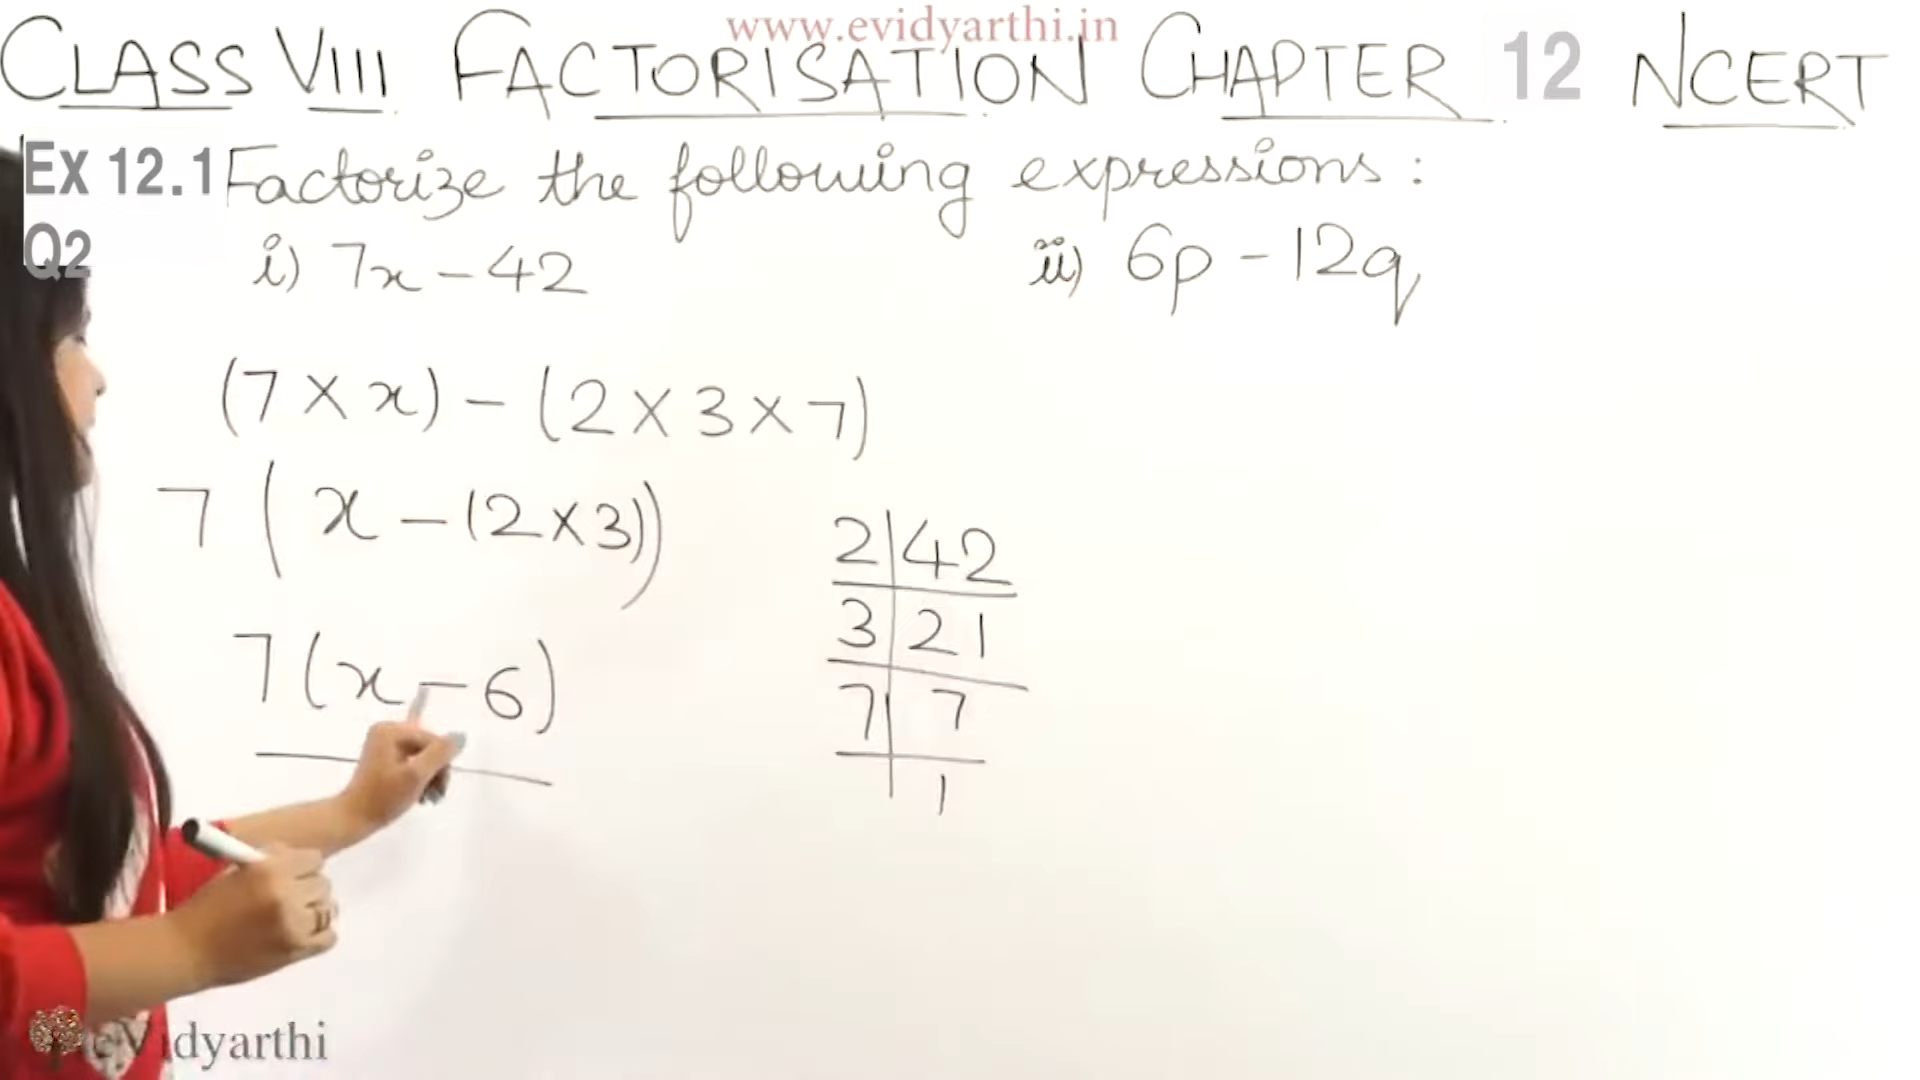 www.evidyarthi.in
CLASS VIII FACTORISATION CHAPTER 12 NCERT
Ex 12.1 Factorize the following expressions :
Q2 i) 7x - 42 ii) 6p - 12q
(7 × x) - (2 × 3 × 7)
7 ( x - (2 × 3))
7 (x - 6)
2 | 42
3 | 21
7 | 7
1
eVidyarthi